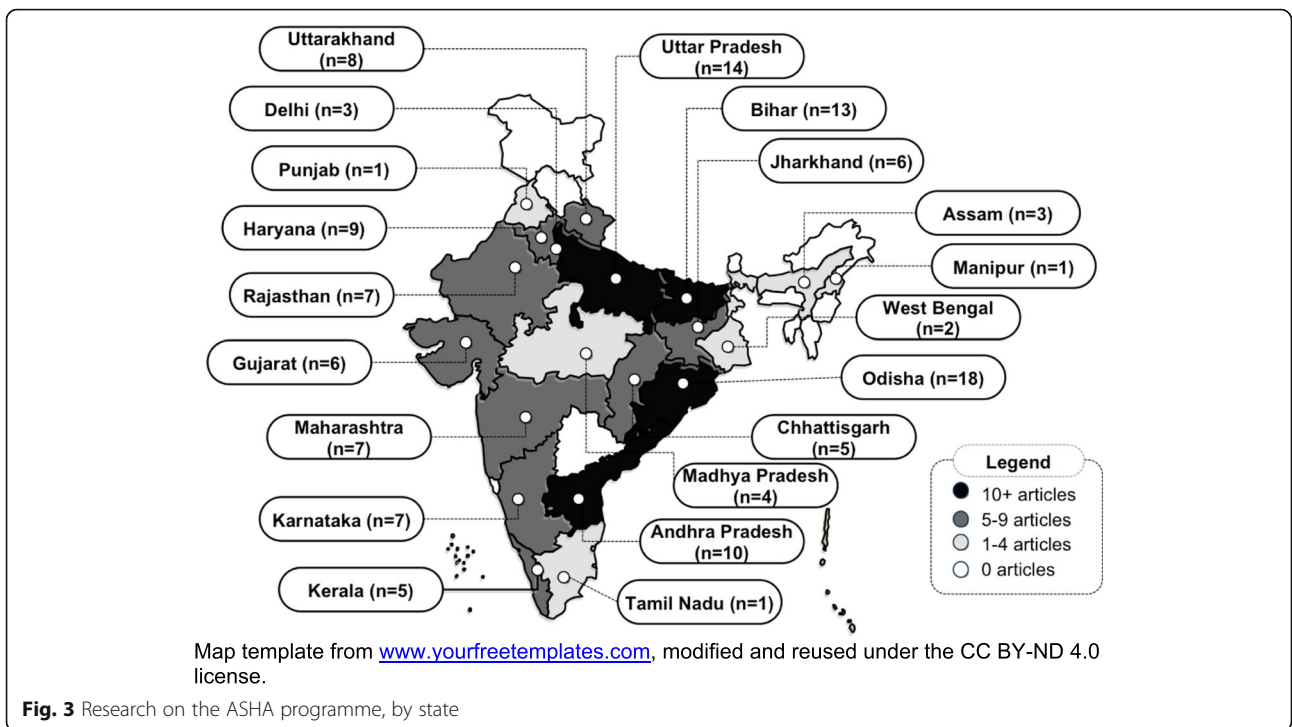 Uttarakhand
(n=8)
Uttar Pradesh
(n=14)
Delhi (n=3)
Bihar (n=13)
Punjab (n=1)
Jharkhand (n=6)
Haryana (n=9)
Assam (n=3)
Manipur (n=1)
Rajasthan (n=7)
West Bengal
(n=2)
Gujarat (n=6)
Odisha (n=18)
Maharashtra
(n=7)
Chhattisgarh
(n=5)
Madhya Pradesh
(n=4)
Karnataka (n=7)
Andhra Pradesh
(n=10)
Kerala (n=5)
Tamil Nadu (n=1)
Legend
10+ articles
5-9 articles
1-4 articles
0 articles
Map template from www.yourfreetemplates.com, modified and reused under the CC BY-ND 4.0
license.
Fig. 3 Research on the ASHA programme, by state